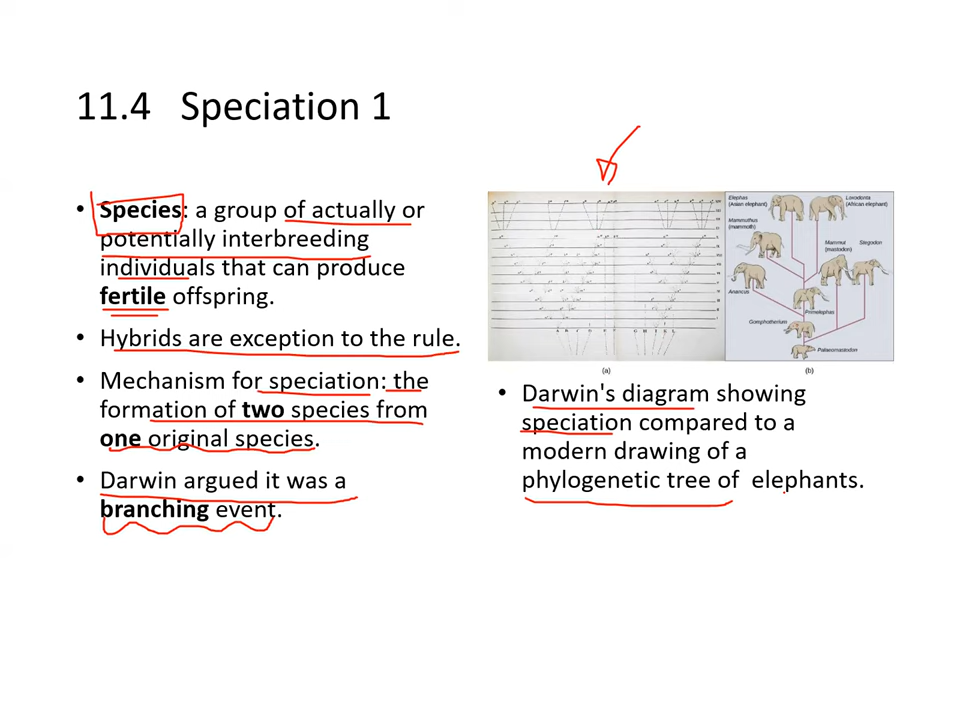 11.4 Speciation 1
• Species: a group of actually or
potentially interbreeding
individuals that can produce
fertile offspring.
• Hybrids are exception to the rule.
• Mechanism for speciation: the
formation of two species from
one original species.
• Darwin argued it was a
branching event.
(a)
Elephas
(Asian elephant)
Loxodonta
(African elephant)
Mammuthus
(mammoth)
Mammut
(mastodon)
Stegodon
Anancus
Primelephas
Gomphotherium
Palaeomastodon
(b)
• Darwin's diagram showing
speciation compared to a
modern drawing of a
phylogenetic tree of elephants.